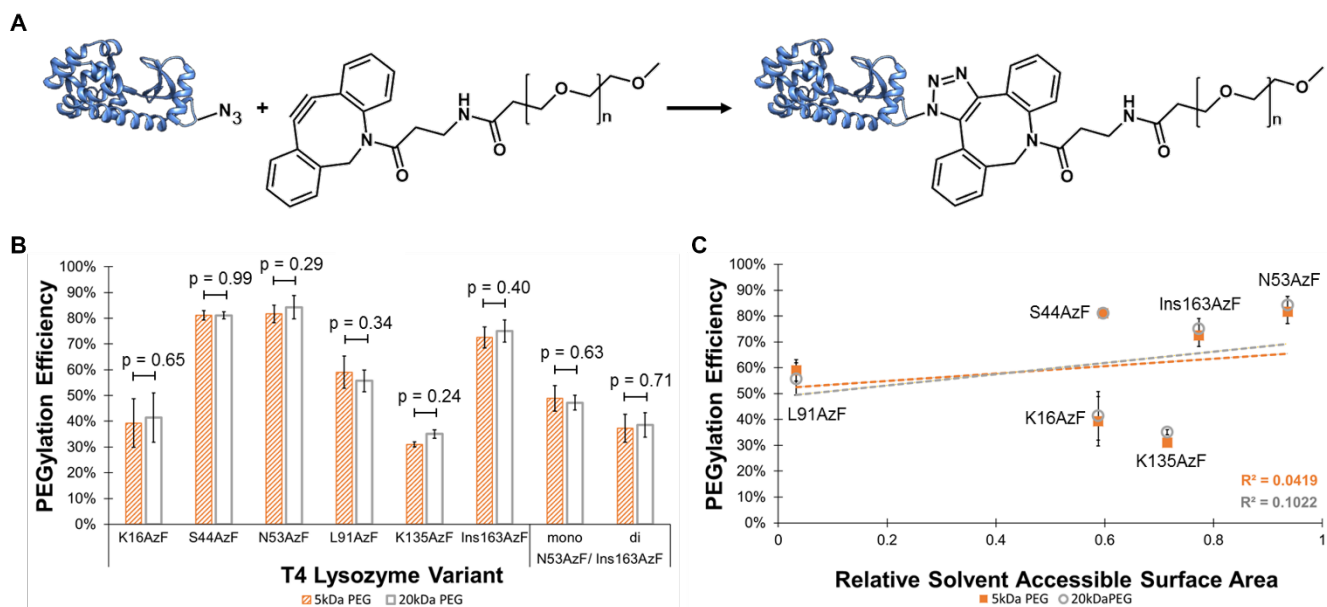 A
N3
+
N
O
N
H
O
O
n
O
N N
N
N
O
N
H
O
O
n
O
B
100%
90%
80%
70%
60%
50%
40%
30%
20%
10%
0%
PEGylation Efficiency
p = 0.65
p = 0.99
p = 0.29
p = 0.34
p = 0.24
p = 0.40
p = 0.63
p = 0.71
K16AzF S44AzF N53AzF L91AzF K135AzF Ins163AzF mono di
N53AzF/ Ins163AzF
T4 Lysozyme Variant
5kDa PEG 20kDa PEG
C
100%
90%
80%
70%
60%
50%
40%
30%
20%
10%
0%
PEGylation Efficiency
N53AzF
S44AzF
Ins163AzF
L91AzF
K16AzF
K135AzF
R² = 0.0419
R² = 0.1022
0 0.2 0.4 0.6 0.8 1
Relative Solvent Accessible Surface Area
5kDa PEG 20kDaPEG